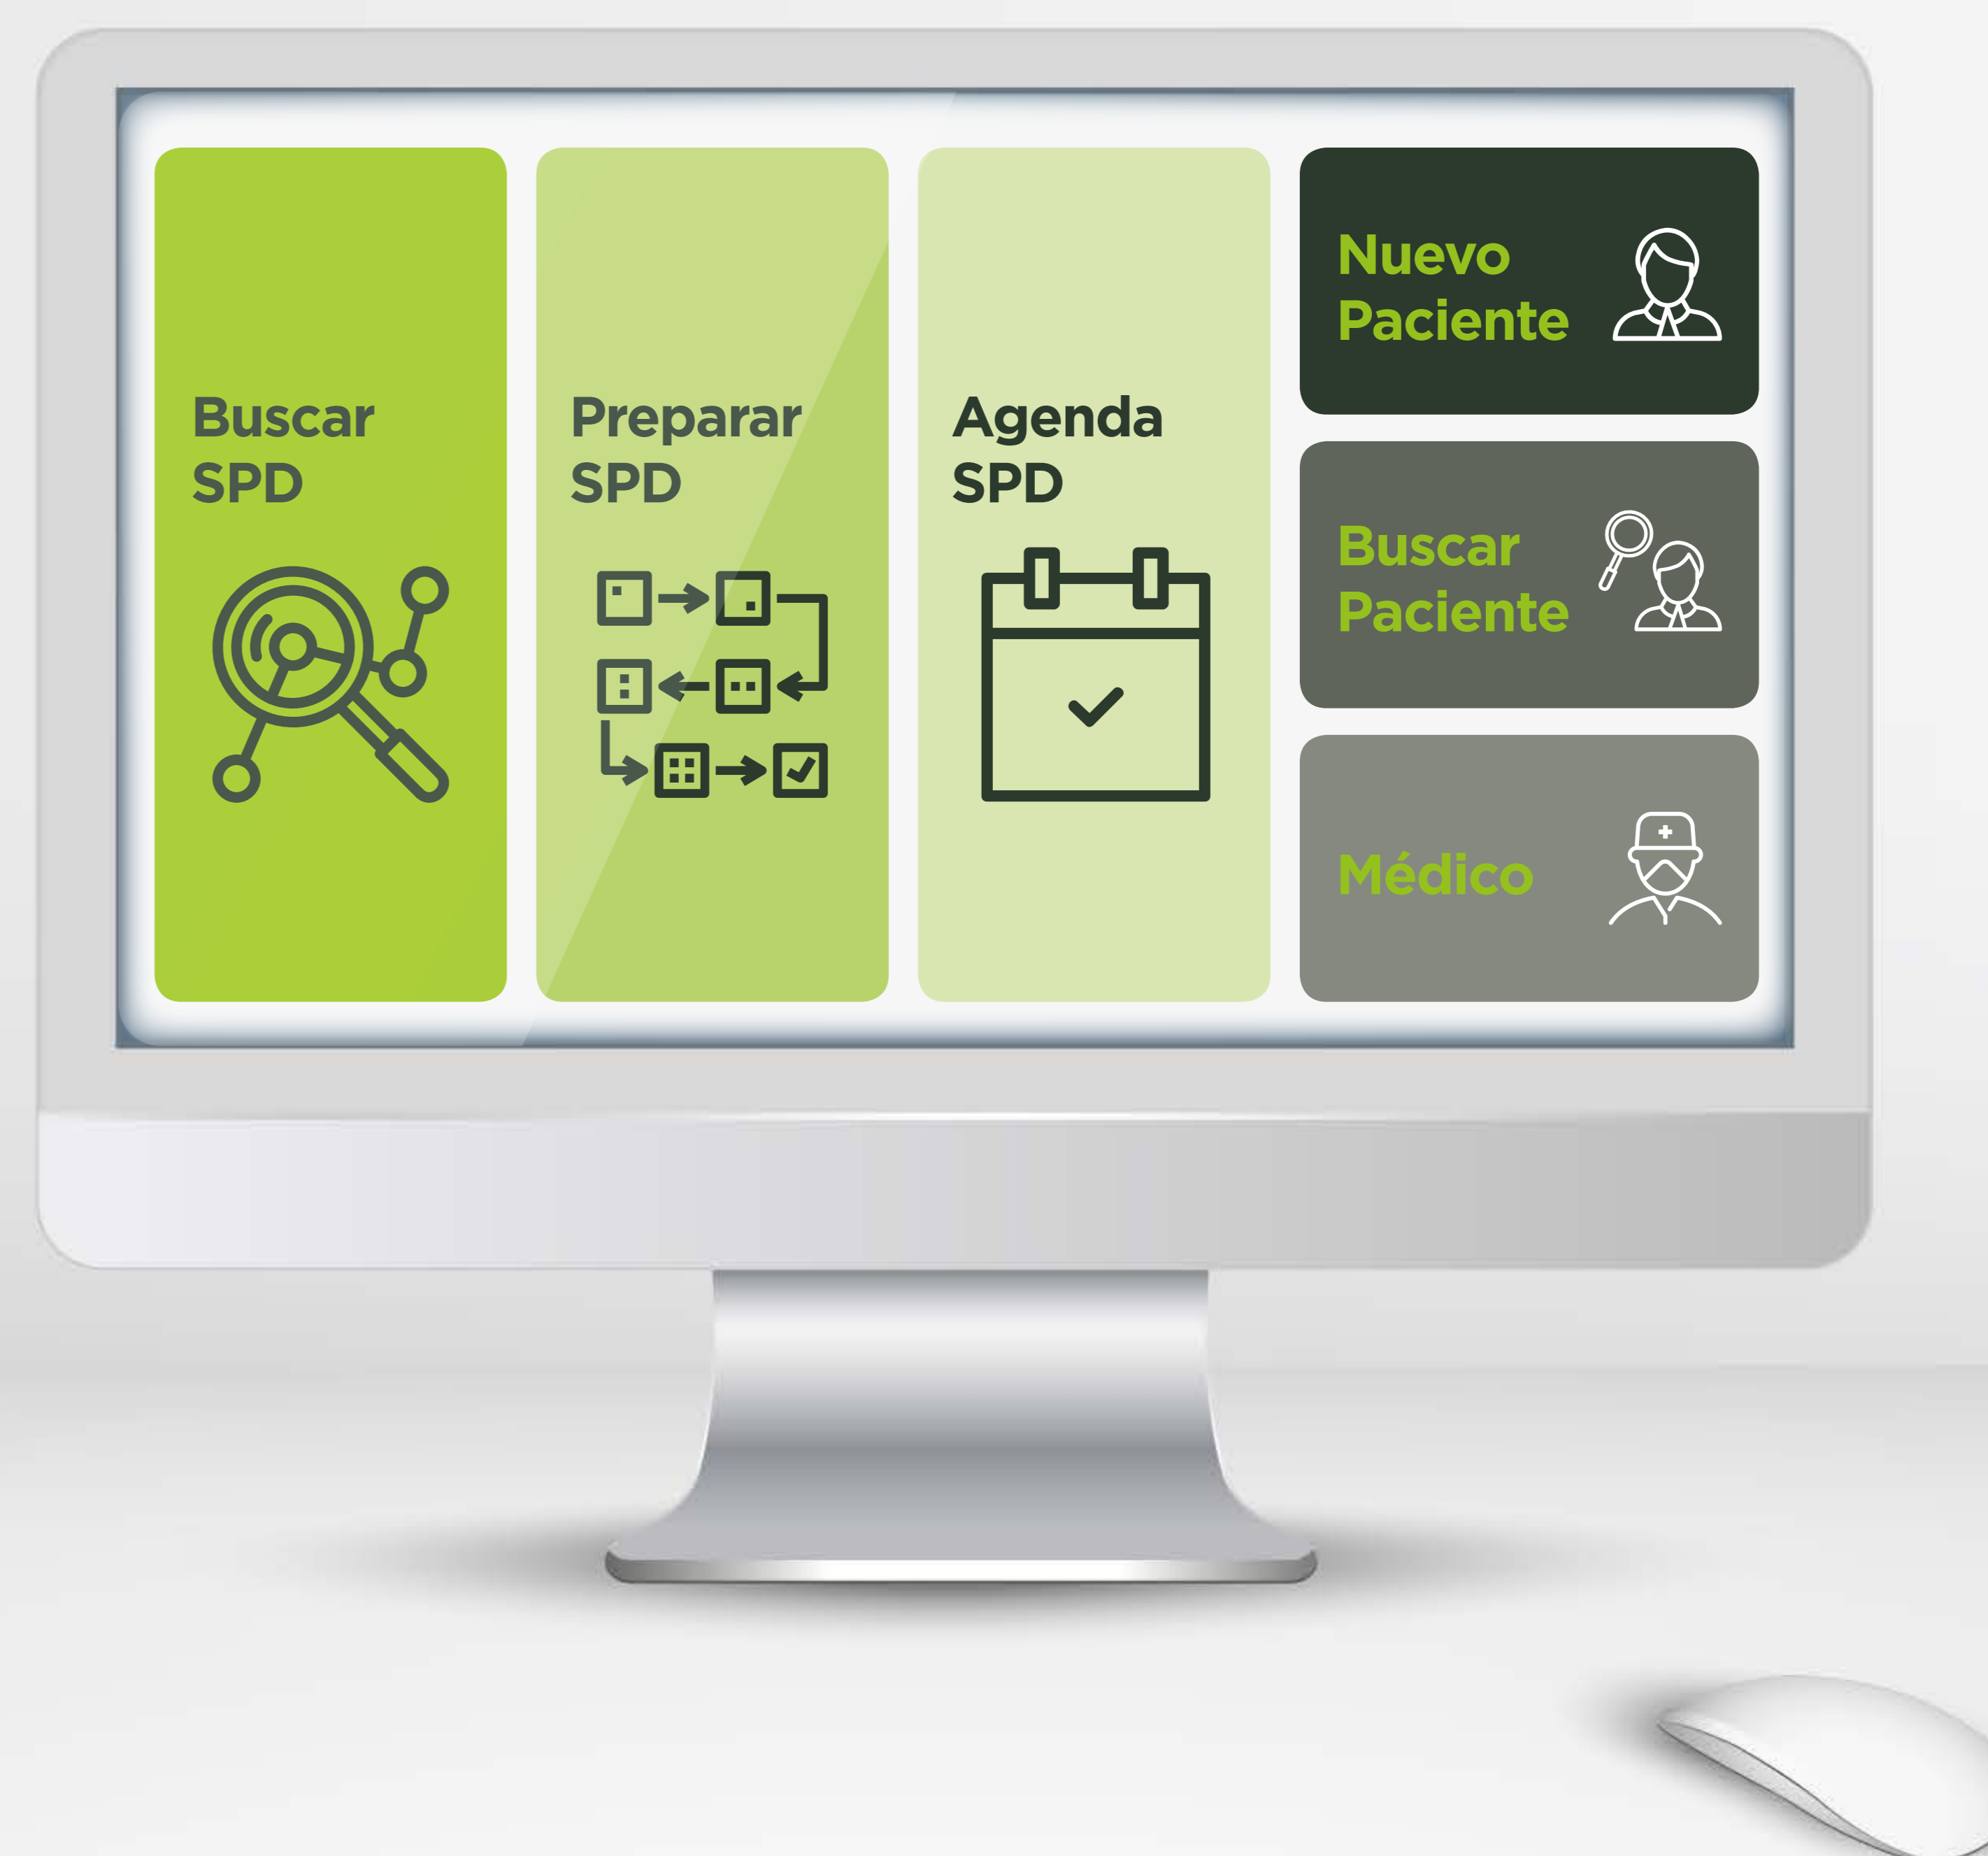 Buscar
SPD
Preparar
SPD
Agenda
SPD
Nuevo
Paciente
Buscar
Paciente
Médico